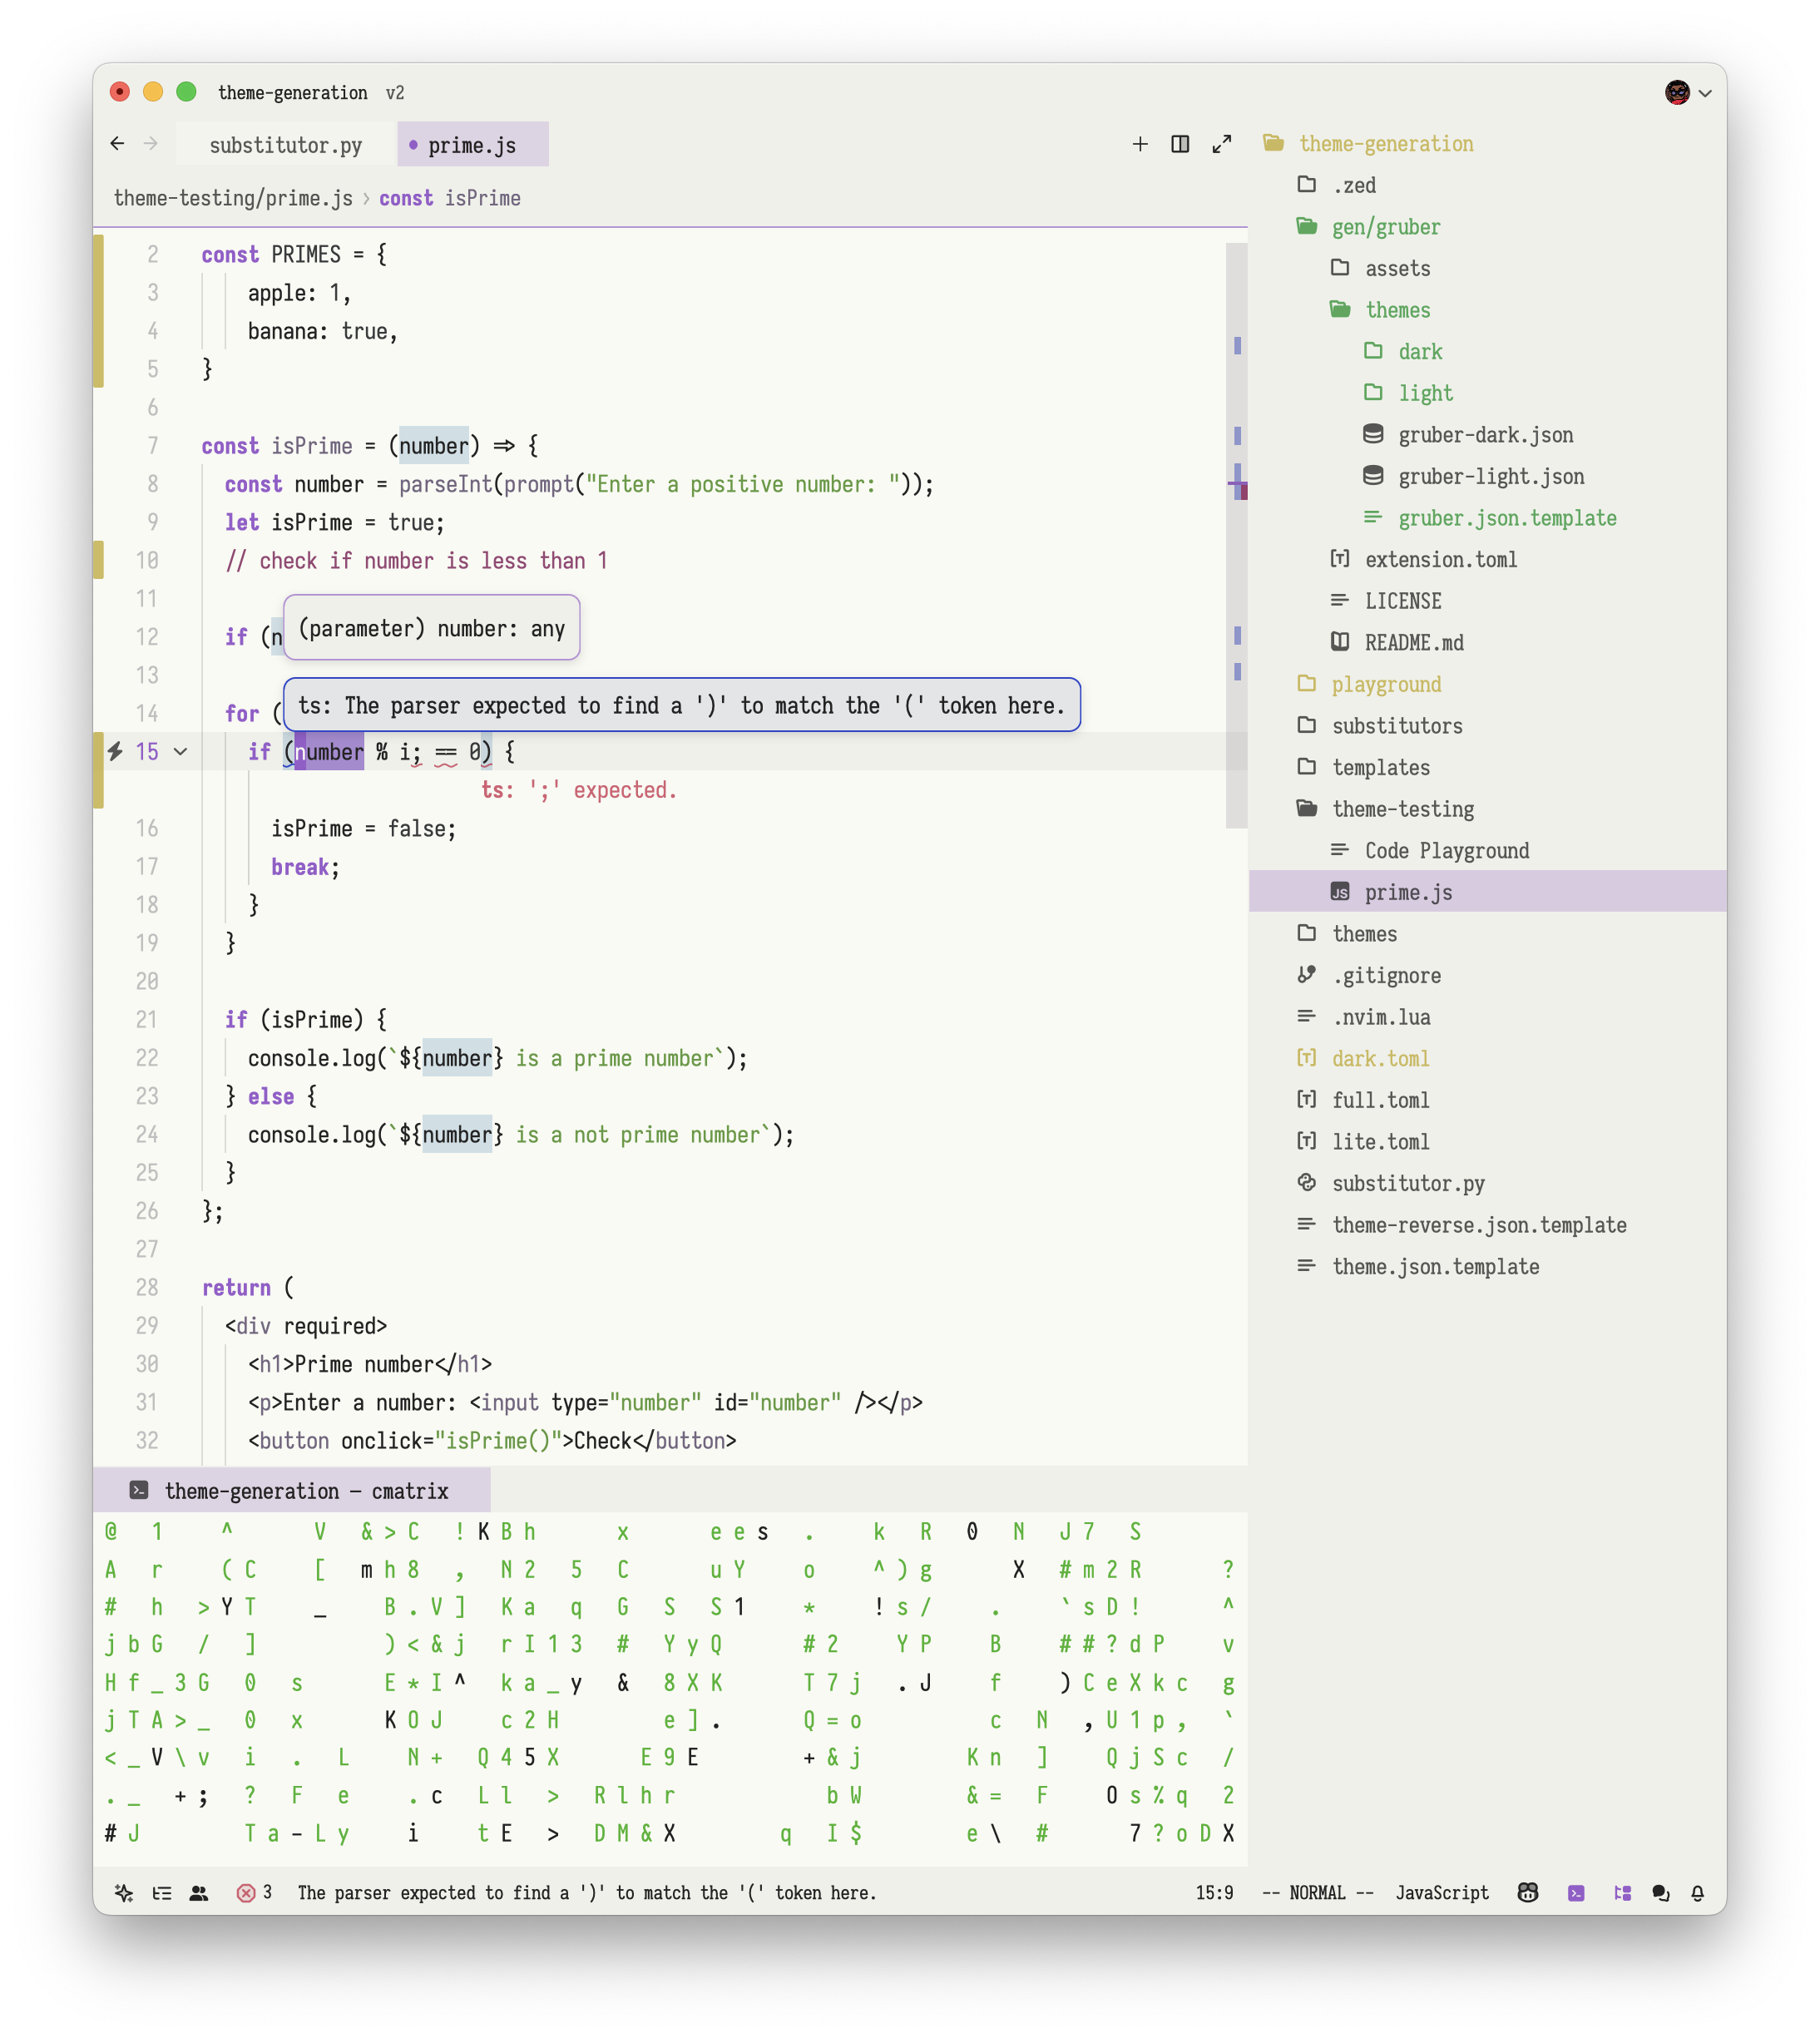 theme-generation v2
substitutor.py
prime.js
theme-testing/prime.js › const isPrime
2 const PRIMES = {
3 apple: 1,
4 banana: true,
5 }
6
7 const isPrime = (number) => {
8 const number = parseInt(prompt("Enter a positive number: "));
9 let isPrime = true;
10 // check if number is less than 1
11
12 if (n
(parameter) number: any
13
14 for (
ts: The parser expected to find a ')' to match the '(' token here.
15 if (number % i; == 0) {
ts: ';' expected.
16 isPrime = false;
17 break;
18 }
19 }
20
21 if (isPrime) {
22 console.log(`${number} is a prime number`);
23 } else {
24 console.log(`${number} is a not prime number`);
25 }
26 };
27
28 return (
29 <div required>
30 <h1>Prime number</h1>
31 <p>Enter a number: <input type="number" id="number" /></p>
32 <button onclick="isPrime()">Check</button>
theme-generation
.zed
gen/gruber
assets
themes
dark
light
gruber-dark.json
gruber-light.json
gruber.json.template
extension.toml
LICENSE
README.md
playground
substitutors
templates
theme-testing
Code Playground
prime.js
themes
.gitignore
.nvim.lua
dark.toml
full.toml
lite.toml
substitutor.py
theme-reverse.json.template
theme.json.template
theme-generation — cmatrix
@ 1 ^ V & > C ! K B h x e e s . k R 0 N J 7 S
A r ( C [ m h 8 , N 2 5 C u Y o ^ ) g X # m 2 R ?
# h > Y T _ B . V ] K a q G S S 1 * ! s / . ` s D ! ^
j b G / ] ) < & j r I 1 3 # Y y Q # 2 Y P B # # ? d P v
H f _ 3 G 0 s E * I ^ k a _ y & 8 X K T 7 j . J f ) C e X k c g
j T A > _ 0 x K O J c 2 H e ] . Q = o c N , U 1 p , `
< _ V \ v i . L N + Q 4 5 X E 9 E + & j K n ] Q j S c /
. _ + ; ? F e . c L l > R l h r b W & = F O s % q 2
# J T a - L y i t E > D M & X q I $ e \ # 7 ? o D X
3 The parser expected to find a ')' to match the '(' token here.
15:9 -- NORMAL -- JavaScript